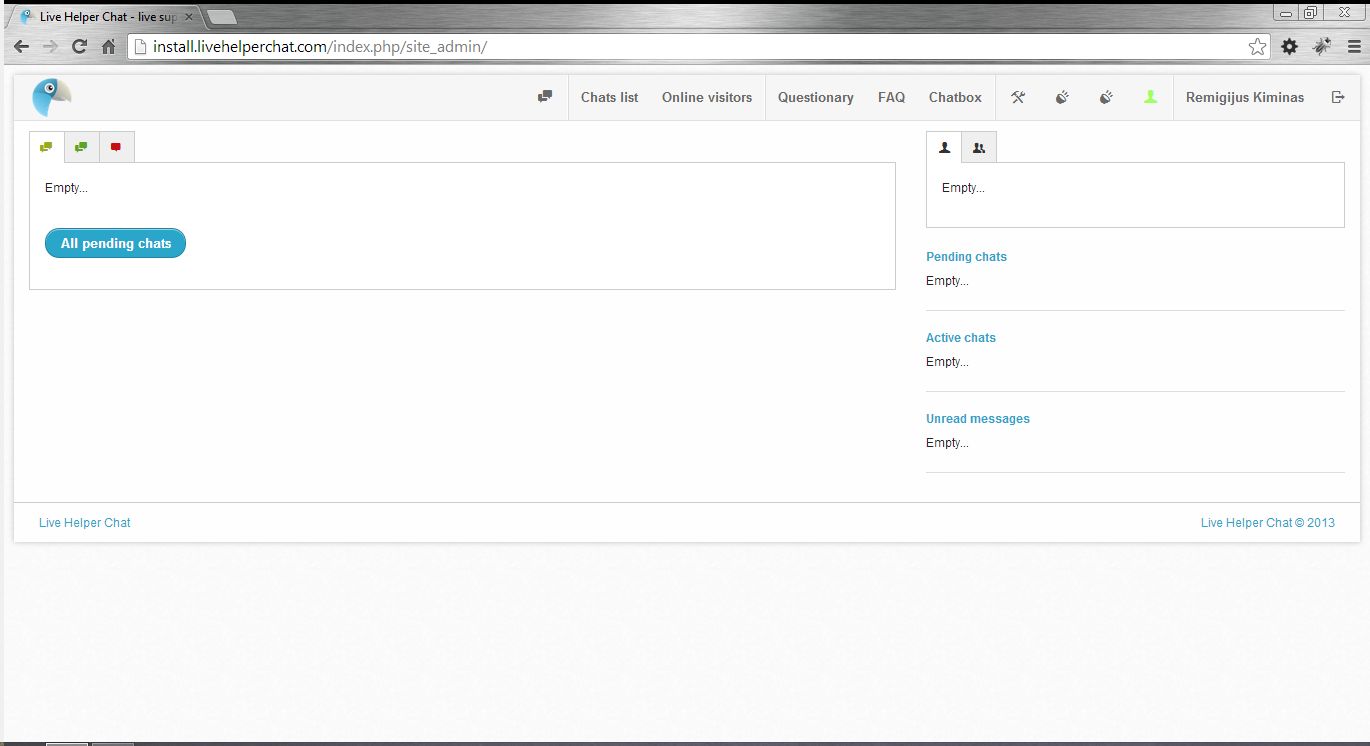 Live Helper Chat - live sup
install.livehelperchat.com/index.php/site_admin/
Chats list Online visitors Questionary FAQ Chatbox Remigijus Kiminas
Empty...
All pending chats
Empty...
Pending chats
Empty...
Active chats
Empty...
Unread messages
Empty...
Live Helper Chat Live Helper Chat © 2013